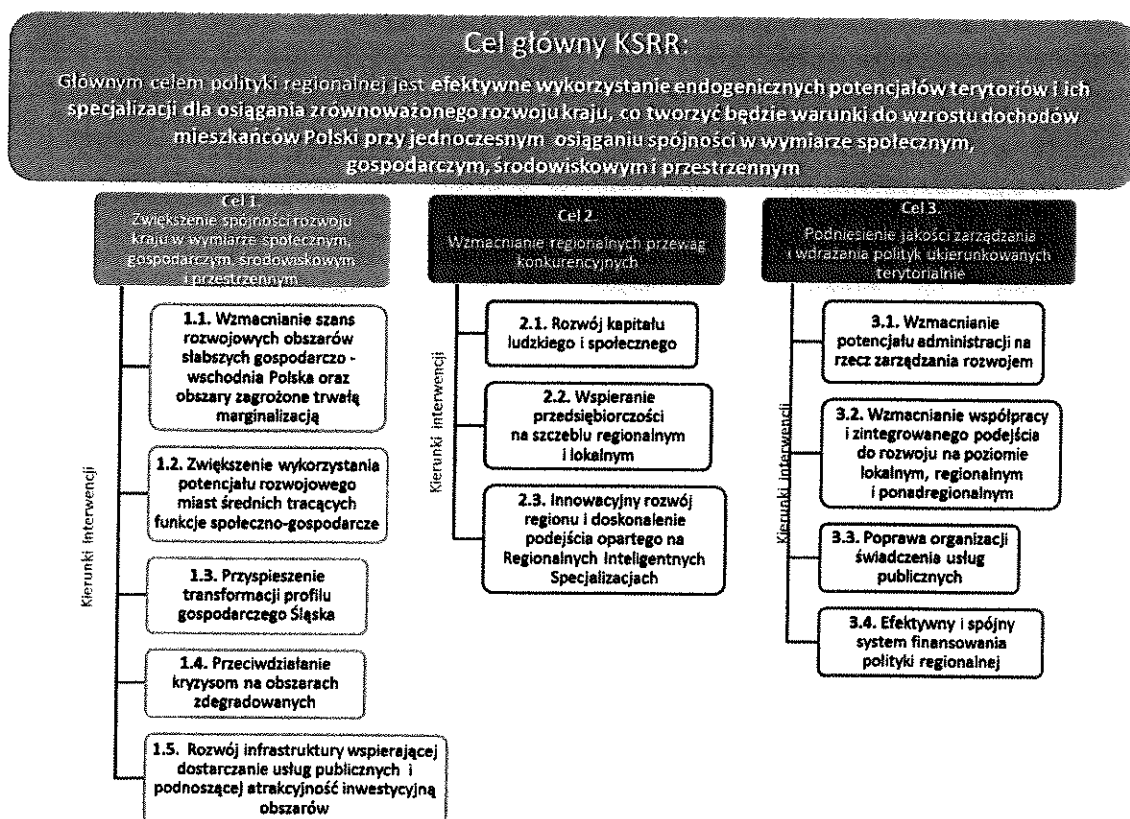 Cel główny KSRR:
Głównym celem polityki regionalnej jest efektywne wykorzystanie endogenicznych potencjałów terytoriów i ich
specjalizacji dla osiągania zrównoważonego rozwoju kraju, co tworzyć będzie warunki do wzrostu dochodów
mieszkańców Polski przy jednoczesnym osiąganiu spójności w wymiarze społecznym,
gospodarczym, środowiskowym i przestrzennym
Cel 1.
Zwiększenie spójności rozwoju
kraju w wymiarze społecznym,
gospodarczym, środowiskowym
i przestrzennym
Kierunki interwencji
1.1. Wzmacnianie szans
rozwojowych obszarów
słabszych gospodarczo -
wschodnia Polska oraz
obszary zagrożone trwałą
marginalizacją
1.2. Zwiększenie wykorzystania
potencjału rozwojowego
miast średnich tracących
funkcje społeczno-gospodarcze
1.3. Przyspieszenie
transformacji profilu
gospodarczego Śląska
1.4. Przeciwdziałanie
kryzysom na obszarach
zdegradowanych
1.5. Rozwój infrastruktury wspierającej
dostarczanie usług publicznych i
podnoszącej atrakcyjność inwestycyjną
obszarów
Cel 2.
Wzmacnianie regionalnych przewag
konkurencyjnych
Kierunki interwencji
2.1. Rozwój kapitału
ludzkiego i społecznego
2.2. Wspieranie
przedsiębiorczości
na szczeblu regionalnym
i lokalnym
2.3. Innowacyjny rozwój
regionu i doskonalenie
podejścia opartego na
Regionalnych Inteligentnych
Specjalizacjach
Cel 3.
Podniesienie jakości zarządzania
i wdrażania polityk ukierunkowanych
terytorialnie
Kierunki interwencji
3.1. Wzmacnianie
potencjału administracji na
rzecz zarządzania rozwojem
3.2. Wzmacnianie współpracy
i zintegrowanego podejścia
do rozwoju na poziomie
lokalnym, regionalnym
i ponadregionalnym
3.3. Poprawa organizacji
świadczenia usług
publicznych
3.4. Efektywny i spójny
system finansowania
polityki regionalnej